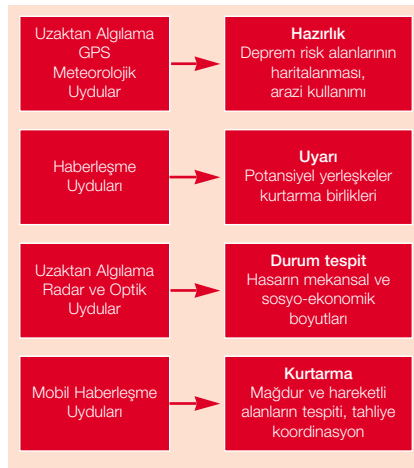 Uzaktan Algılama
GPS
Meteorolojik
Uydular
Hazırlık
Deprem risk alanlarının
haritalanması,
arazi kullanımı
Haberleşme
Uyduları
Uyarı
Potansiyel yerleşkeler
kurtarma birlikleri
Uzaktan Algılama
Radar ve Optik
Uydular
Durum tespit
Hasarın mekansal ve
sosyo-ekonomik
boyutları
Mobil Haberleşme
Uyduları
Kurtarma
Mağdur ve hareketli
alanların tespiti, tahliye
koordinasyon